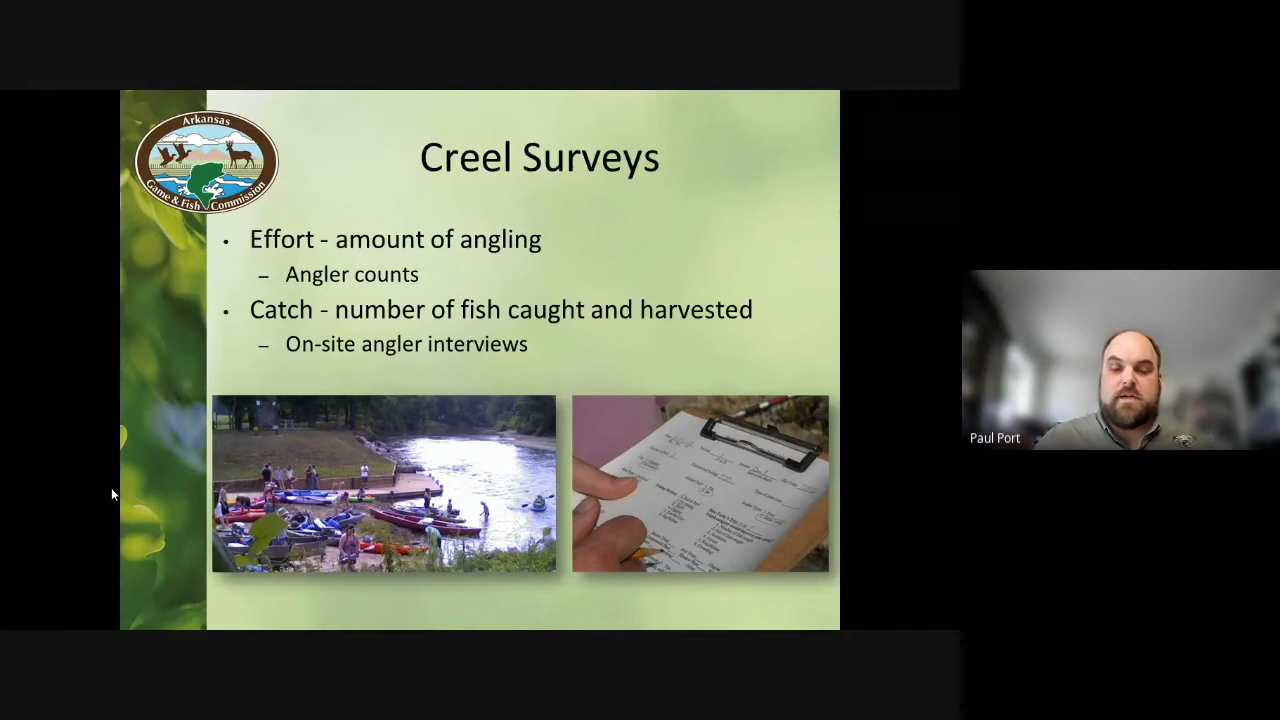 Arkansas
Game & Fish Commission
Creel Surveys
• Effort - amount of angling
– Angler counts
• Catch - number of fish caught and harvested
– On-site angler interviews
Paul Port